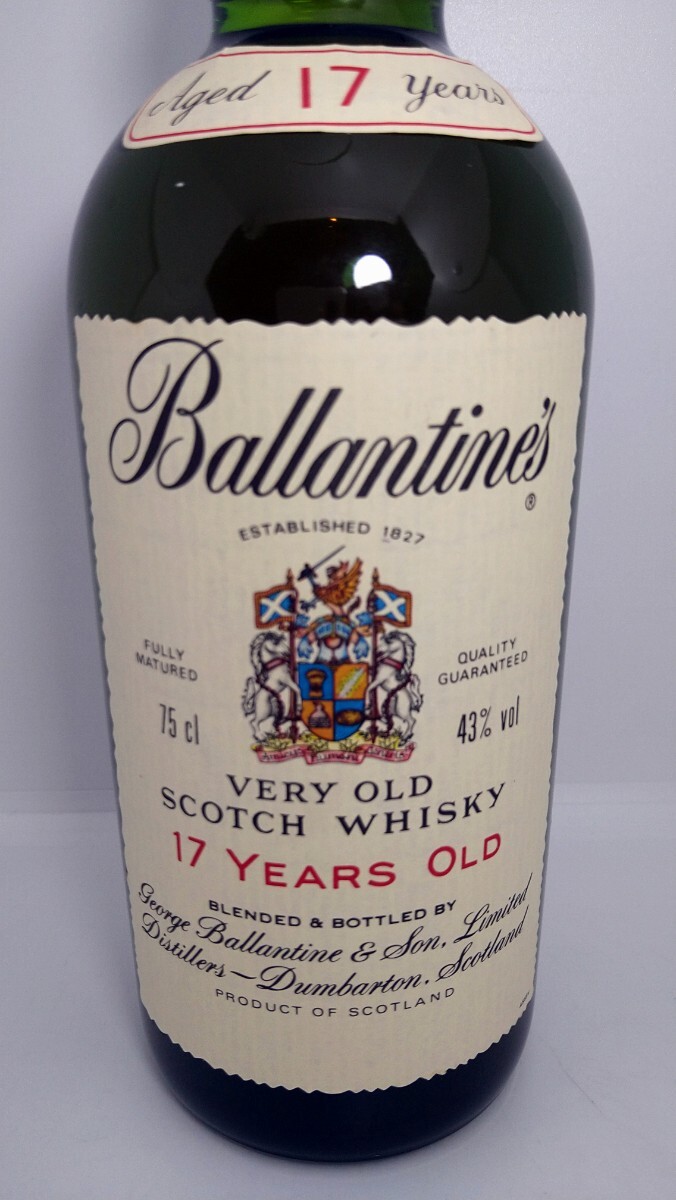 Aged 17 Years
Ballantine's
®
ESTABLISHED 1827
FULLY
MATURED
QUALITY
GUARANTEED
75 cl
43% vol
VERY OLD
SCOTCH WHISKY
17 YEARS OLD
BLENDED & BOTTLED BY
George Ballantine & Son, Limited
Distillers — Dumbarton. Scotland
PRODUCT OF SCOTLAND